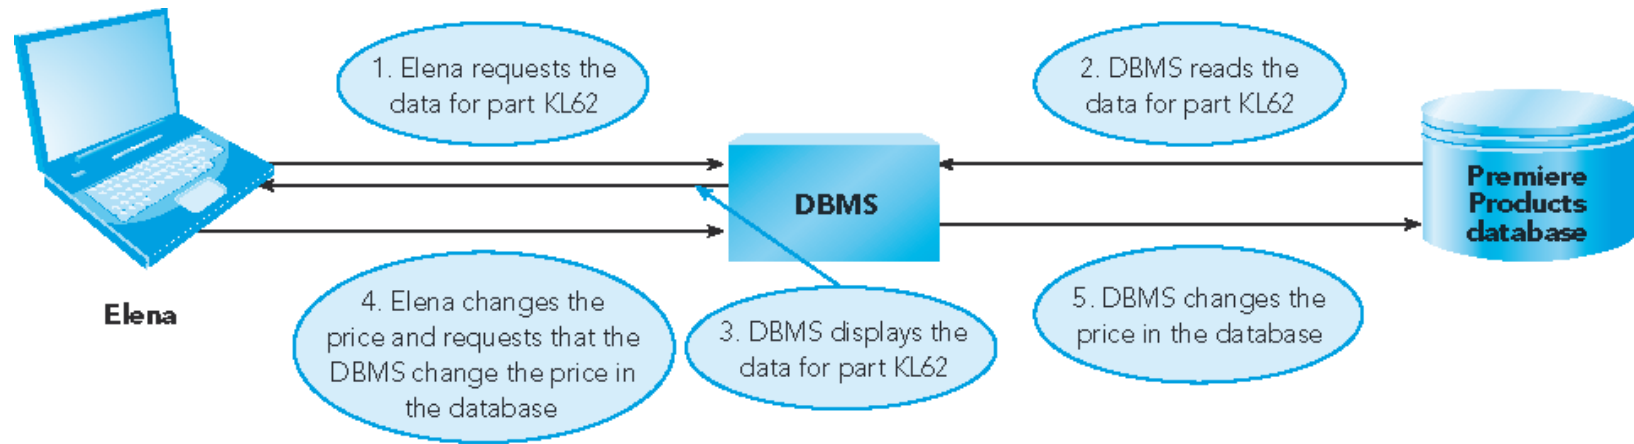 1. Elena requests the
data for part KL62
2. DBMS reads the
data for part KL62
DBMS
Premiere
Products
database
Elena
4. Elena changes the
price and requests that the
DBMS change the price in
the database
3. DBMS displays the
data for part KL62
5. DBMS changes the
price in the database